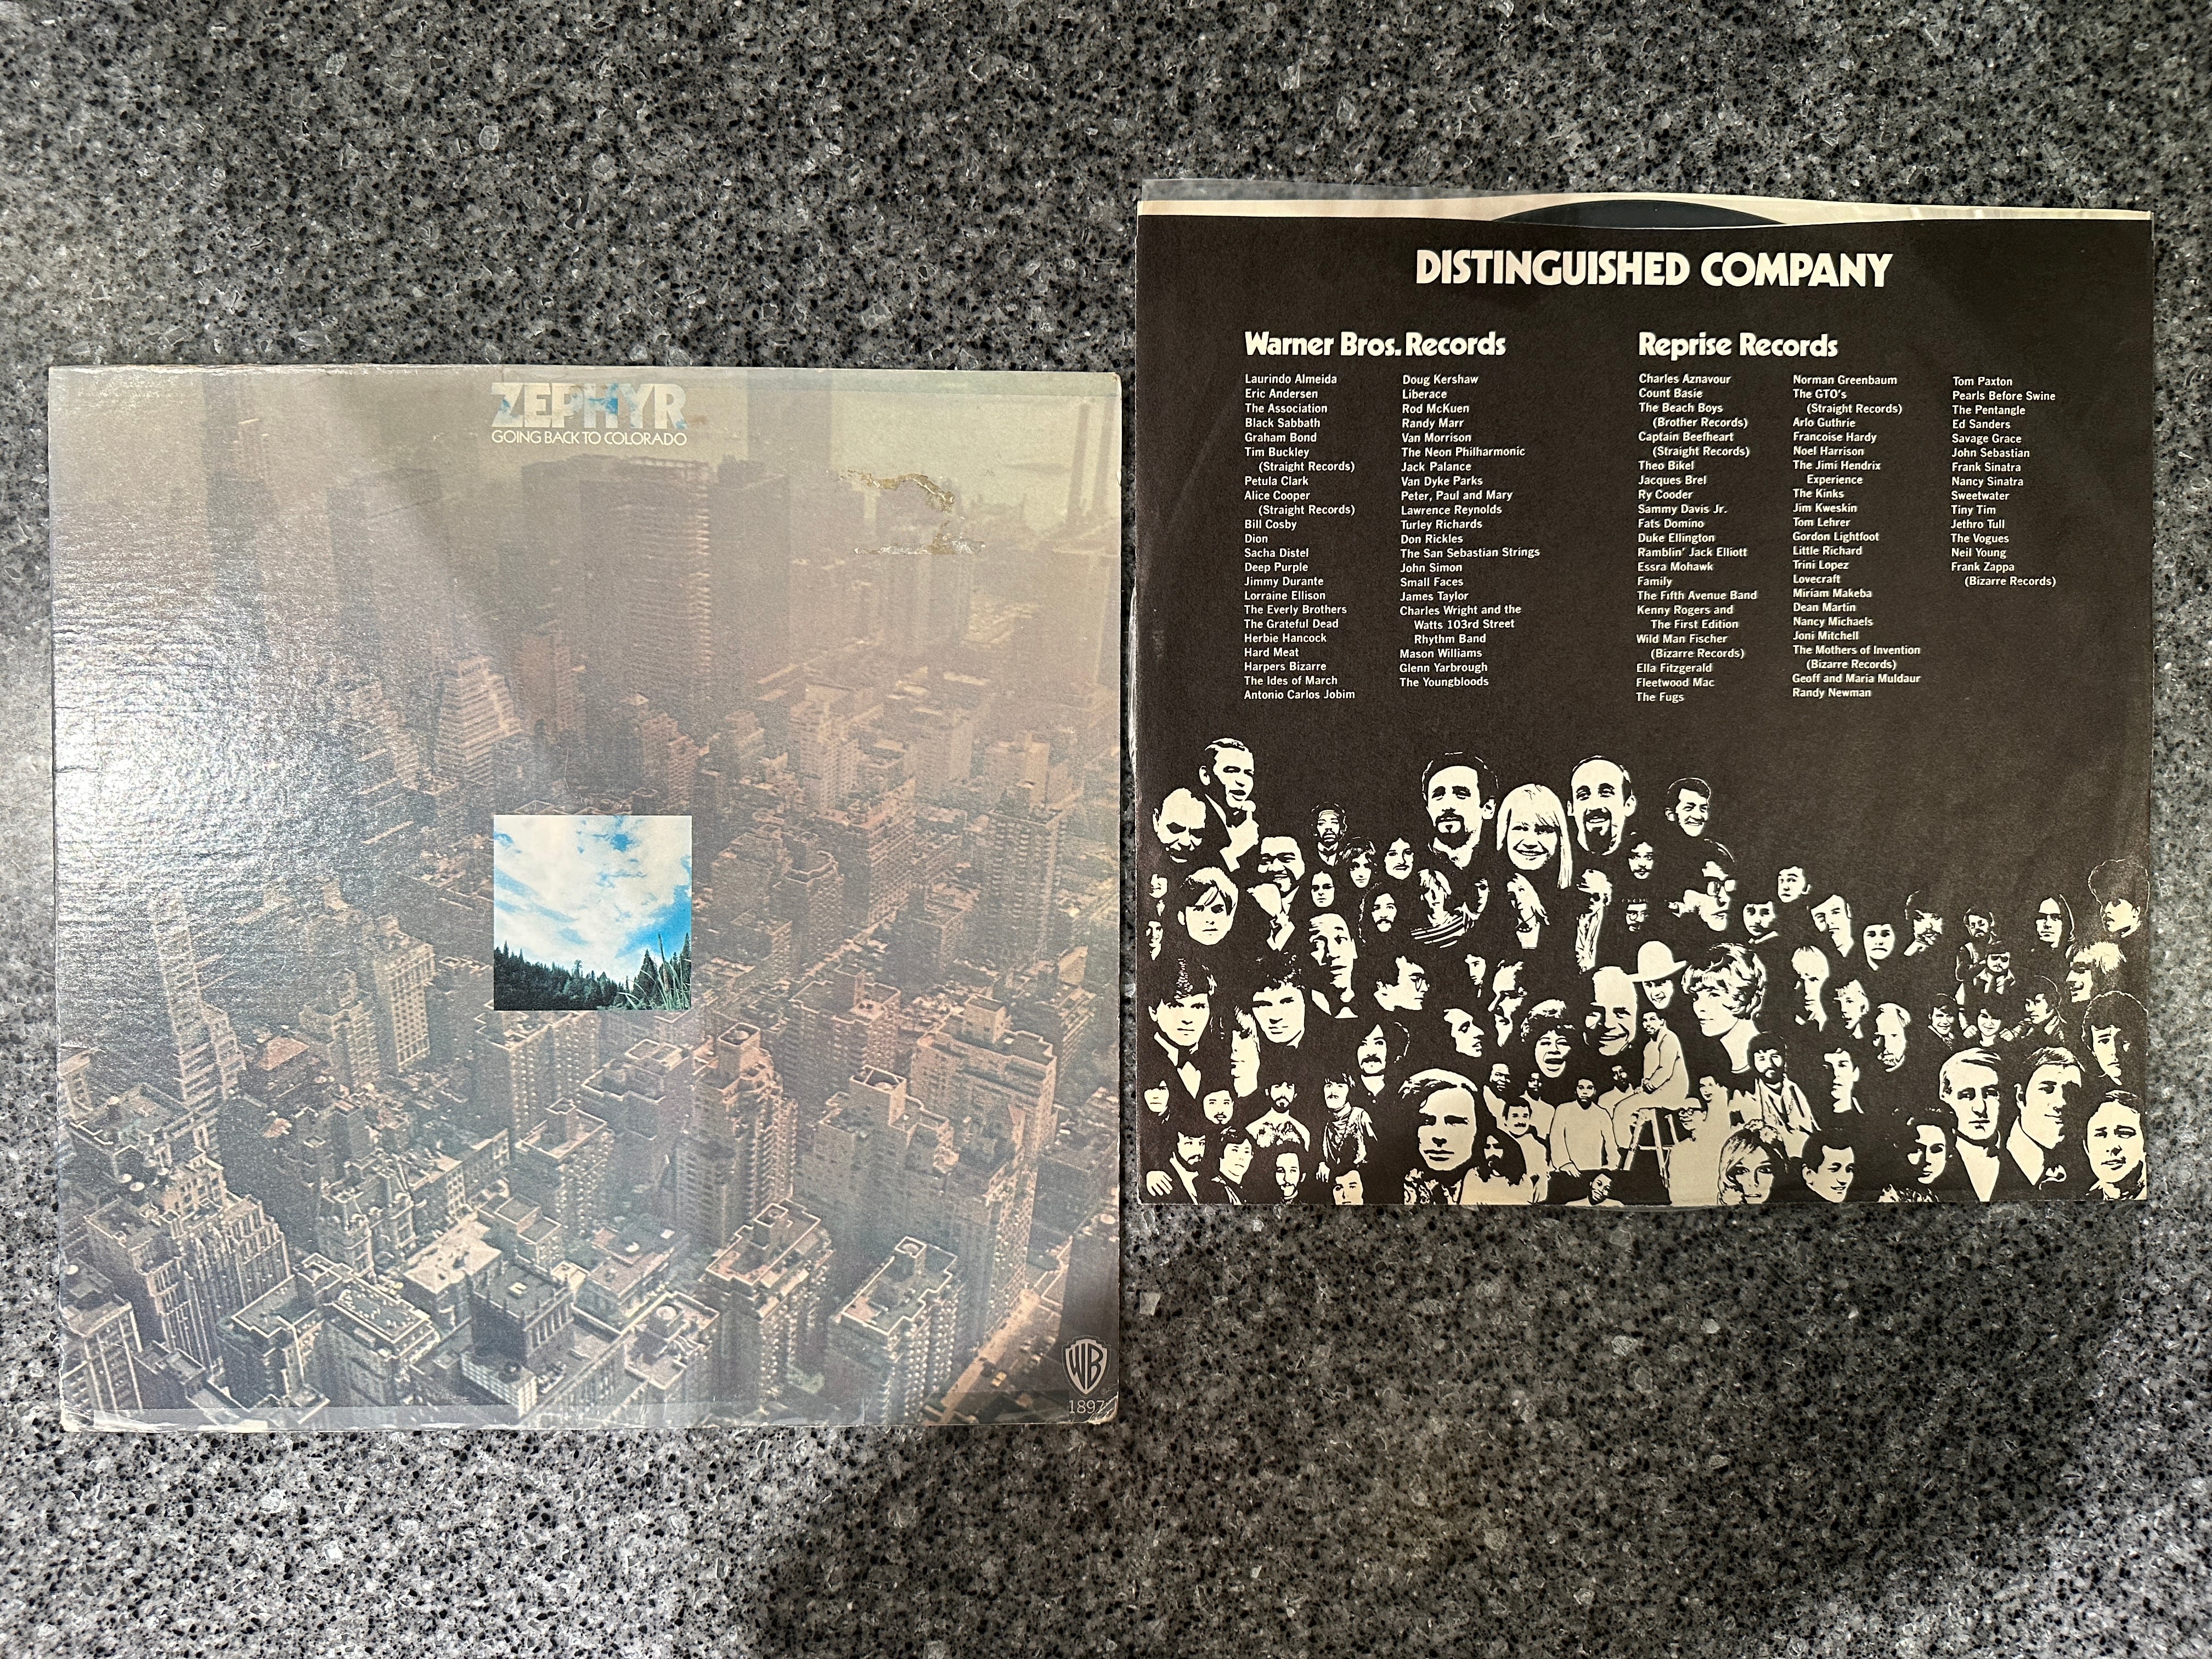 ZEPHYR
GOING BACK TO COLORADO
WB
1897
DISTINGUISHED COMPANY
Warner Bros. Records
Laurindo Almeida
Eric Andersen
The Association
Black Sabbath
Graham Bond
Tim Buckley
(Straight Records)
Petula Clark
Alice Cooper
(Straight Records)
Bill Cosby
Dion
Sacha Distel
Deep Purple
Jimmy Durante
Lorraine Ellison
The Everly Brothers
The Grateful Dead
Herbie Hancock
Hard Meat
Harpers Bizarre
The Ides of March
Antonio Carlos Jobim
Doug Kershaw
Liberace
Rod McKuen
Randy Marr
Van Morrison
The Neon Philharmonic
Jack Palance
Van Dyke Parks
Peter, Paul and Mary
Lawrence Reynolds
Turley Richards
Don Rickles
The San Sebastian Strings
John Simon
Small Faces
James Taylor
Charles Wright and the
Watts 103rd Street
Rhythm Band
Mason Williams
Glenn Yarbrough
The Youngbloods
Reprise Records
Charles Aznavour
Count Basie
The Beach Boys
(Brother Records)
Captain Beefheart
(Straight Records)
Theo Bikel
Jacques Brel
Ry Cooder
Sammy Davis Jr.
Fats Domino
Duke Ellington
Ramblin' Jack Elliott
Essra Mohawk
Family
The Fifth Avenue Band
Kenny Rogers and
The First Edition
Wild Man Fischer
(Bizarre Records)
Ella Fitzgerald
Fleetwood Mac
The Fugs
Norman Greenbaum
The GTO's
(Straight Records)
Arlo Guthrie
Francoise Hardy
Noel Harrison
The Jimi Hendrix
Experience
The Kinks
Jim Kweskin
Tom Lehrer
Gordon Lightfoot
Little Richard
Trini Lopez
Lovecraft
Miriam Makeba
Dean Martin
Nancy Michaels
Joni Mitchell
The Mothers of Invention
(Bizarre Records)
Geoff and Maria Muldaur
Randy Newman
Tom Paxton
Pearls Before Swine
The Pentangle
Ed Sanders
Savage Grace
John Sebastian
Frank Sinatra
Nancy Sinatra
Sweetwater
Tiny Tim
Jethro Tull
The Vogues
Neil Young
Frank Zappa
(Bizarre Records)